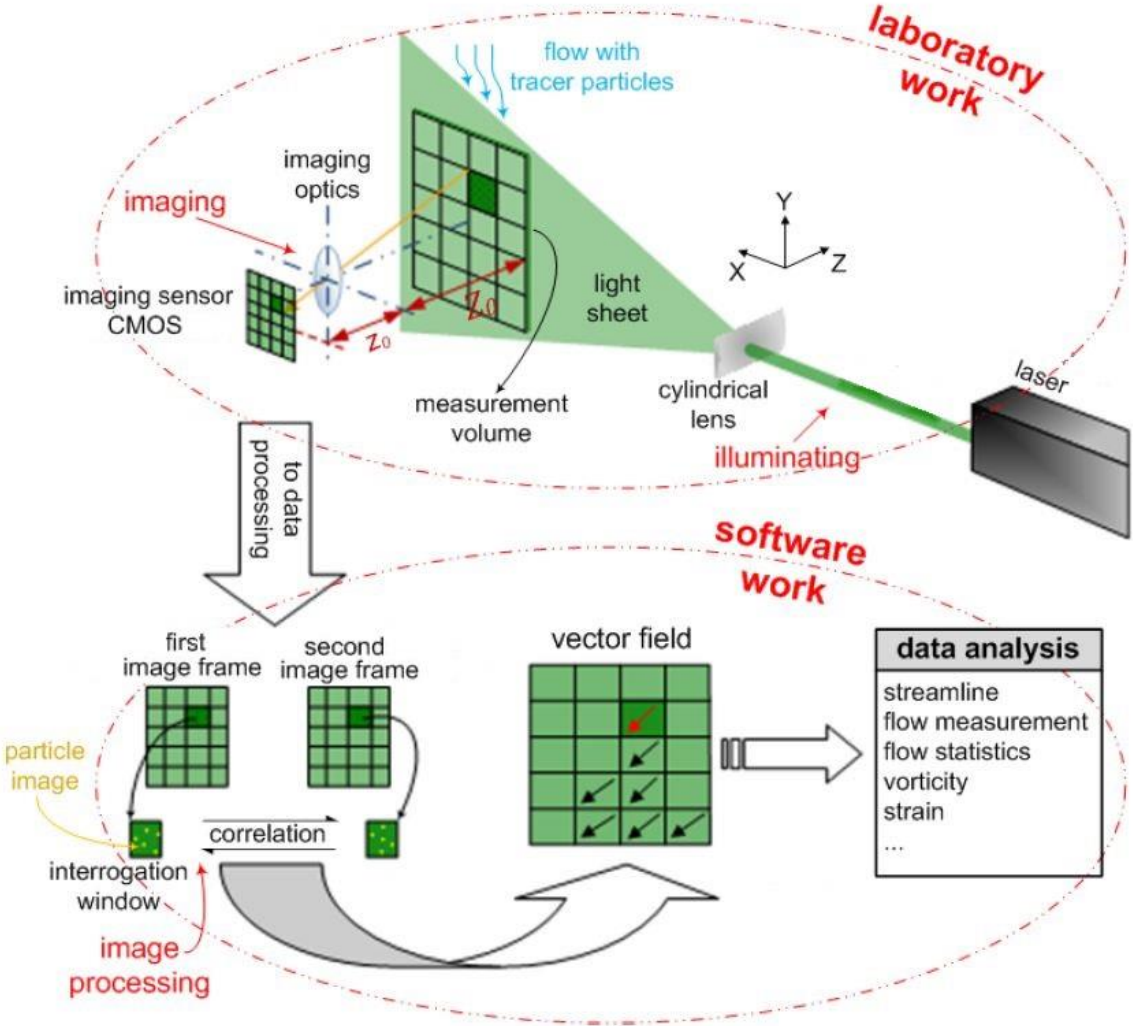 laboratory
work
flow with
tracer particles
imaging
optics
imaging
Y
X
Z
imaging sensor
CMOS
light
sheet
Z₀
z₀
laser
cylindrical
lens
measurement
volume
illuminating
to data
processing
software
work
first
image frame
second
image frame
vector field
data analysis
streamline
flow measurement
flow statistics
vorticity
strain
...
particle
image
correlation
interrogation
window
image
processing